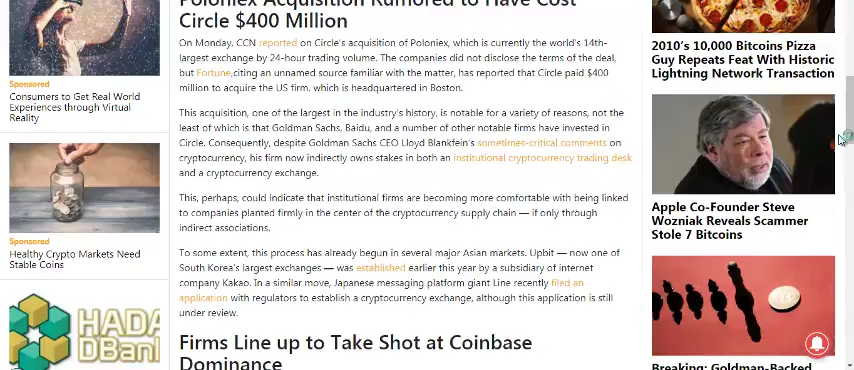 Sponsored
Consumers to Get Real World
Experiences through Virtual
Reality
Sponsored
Healthy Crypto Markets Need
Stable Coins
HADA
DBank
Poloniex Acquisition Rumored to Have Cost
Circle $400 Million
On Monday, CCN reported on Circle's acquisition of Poloniex, which is currently the world's 14th-
largest exchange by 24-hour trading volume. The companies did not disclose the terms of the deal,
but Fortune,citing an unnamed source familiar with the matter, has reported that Circle paid $400
million to acquire the US firm, which is headquartered in Boston.
This acquisition, one of the largest in the industry's history, is notable for a variety of reasons, not the
least of which is that Goldman Sachs, Baidu, and a number of other notable firms have invested in
Circle. Consequently, despite Goldman Sachs CEO Lloyd Blankfein's sometimes-critical comments on
cryptocurrency, his firm now indirectly owns stakes in both an institutional cryptocurrency trading desk
and a cryptocurrency exchange.
This, perhaps, could indicate that institutional firms are becoming more comfortable with being linked
to companies planted firmly in the center of the cryptocurrency supply chain — if only through
indirect associations.
To some extent, this process has already begun in several major Asian markets. Upbit — now one of
South Korea's largest exchanges — was established earlier this year by a subsidiary of internet
company Kakao. In a similar move, Japanese messaging platform giant Line recently filed an
application with regulators to establish a cryptocurrency exchange, although this application is still
under review.
Firms Line up to Take Shot at Coinbase
Dominance
2010's 10,000 Bitcoins Pizza
Guy Repeats Feat With Historic
Lightning Network Transaction
Apple Co-Founder Steve
Wozniak Reveals Scammer
Stole 7 Bitcoins
Breaking: Goldman-Backed